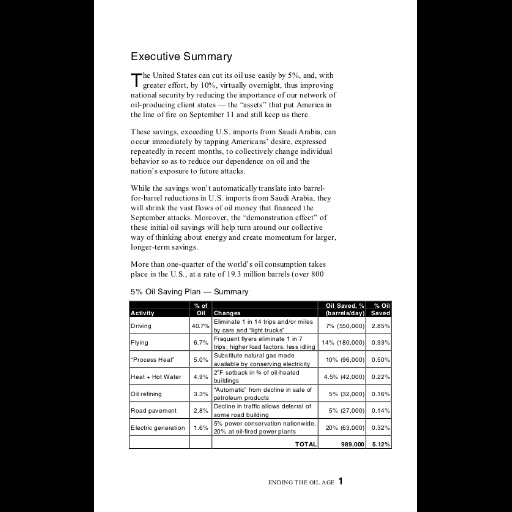 Executive Summary
The United States can cut its oil use easily by 5%, and, with
greater effort, by 10%, virtually overnight, thus improving
national security by reducing the importance of our network of
oil-producing client states — the “assets” that put America in
the line of fire on September 11 and still keep us there.
These savings, exceeding U.S. imports from Saudi Arabia, can
occur immediately by tapping Americans’ desire, expressed
repeatedly in recent months, to collectively change individual
behavior so as to reduce our dependence on oil and the
nation’s exposure to future attacks.
While the savings won’t automatically translate into barrel-
for-barrel reductions in U.S. imports from Saudi Arabia, they
will shrink the vast flows of oil money that financed the
September attacks. Moreover, the “demonstration effect” of
these initial oil savings will help turn around our collective
way of thinking about energy and create momentum for larger,
longer-term savings.
More than one-quarter of the world’s oil consumption takes
place in the U.S., at a rate of 19.3 million barrels (over 800
5% Oil Saving Plan — Summary
Activity % of Oil Changes Oil Saved, % (barrels/day) % Oil Saved
Driving 40.7% Eliminate 1 in 14 trips and/or miles by cars and “light trucks” 7% (550,000) 2.85%
Flying 6.7% Frequent flyers eliminate 1 in 7 trips; higher load factors; less idling 14% (180,000) 0.93%
“Process Heat” 5.0% Substitute natural gas made available by conserving electricity 10% (96,000) 0.50%
Heat + Hot Water 4.9% 2°F setback in ¾ of oil-heated buildings 4.5% (42,000) 0.22%
Oil refining 3.3% “Automatic” from decline in sale of petroleum products 5% (32,000) 0.16%
Road pavement 2.8% Decline in traffic allows deferral of some road building 5% (27,000) 0.14%
Electric generation 1.6% 5% power conservation nationwide, 20% at oil-fired power plants 20% (63,000) 0.32%
TOTAL 989,000 5.12%
ENDING THE OIL AGE 1